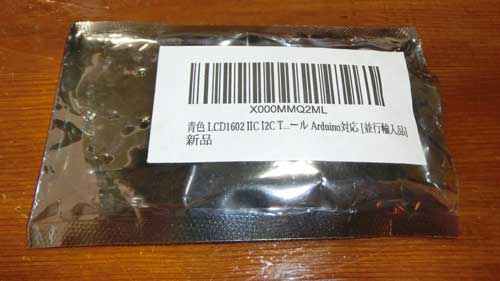 X000MMQ2ML
青色 LCD1602 IIC I2C T...ール Arduino対応 [並行輸入品]
新品